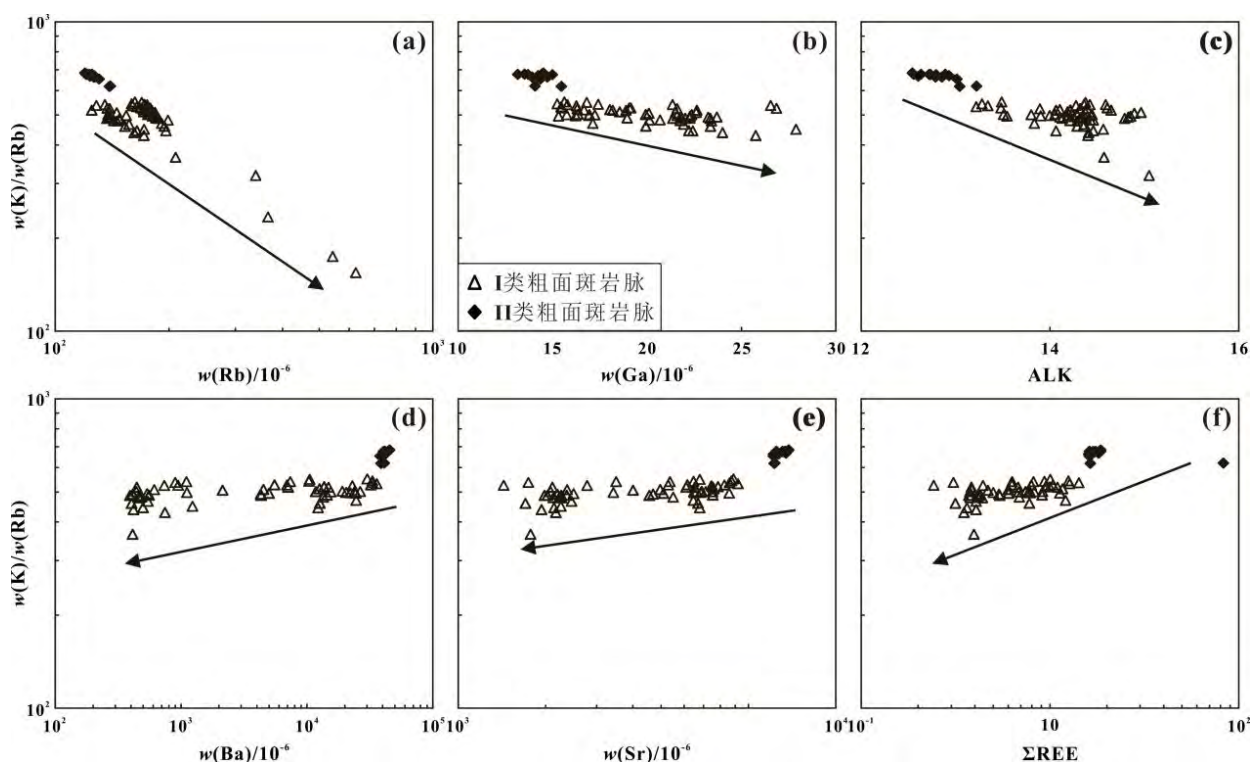 10³
(a)
(b)
(c)
w(K)/w(Rb)
I类粗面斑岩脉
II类粗面斑岩脉
10²
10² 10³
10 15 20 25 30
12 14 16
w(Rb)/10⁻⁶
w(Ga)/10⁻⁶
ALK
10³
(d)
(e)
(f)
w(K)/w(Rb)
10²
10² 10³ 10⁴ 10⁵
10³ 10⁴
10⁻¹ 10 10²
w(Ba)/10⁻⁶
w(Sr)/10⁻⁶
ΣREE